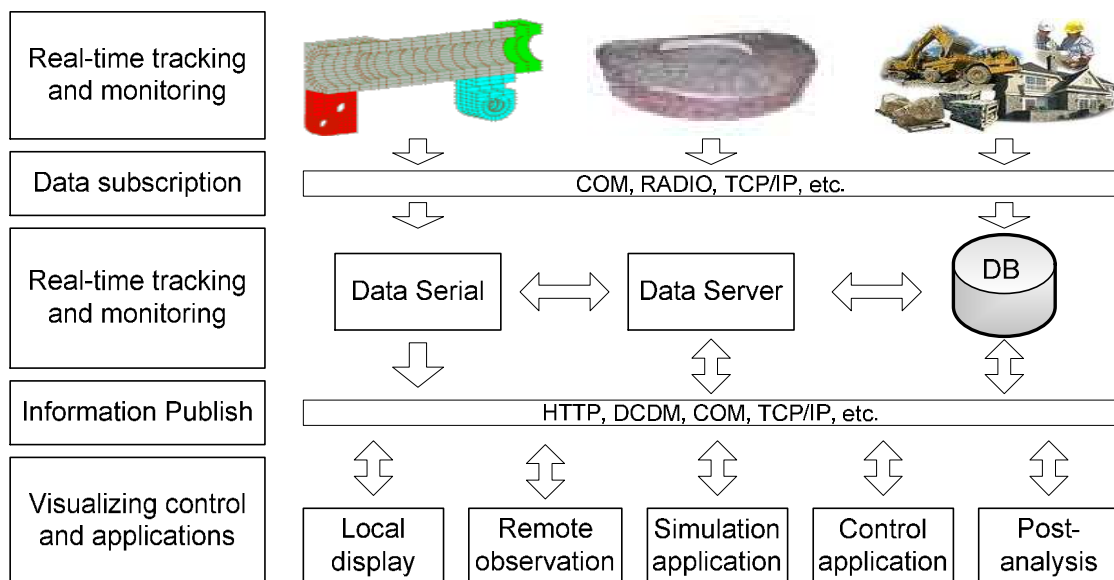 Real-time tracking
and monitoring
Data subscription
COM, RADIO, TCP/IP, etc.
Real-time tracking
and monitoring
Data Serial
Data Server
DB
Information Publish
HTTP, DCDM, COM, TCP/IP, etc.
Visualizing control
and applications
Local
display
Remote
observation
Simulation
application
Control
application
Post-
analysis